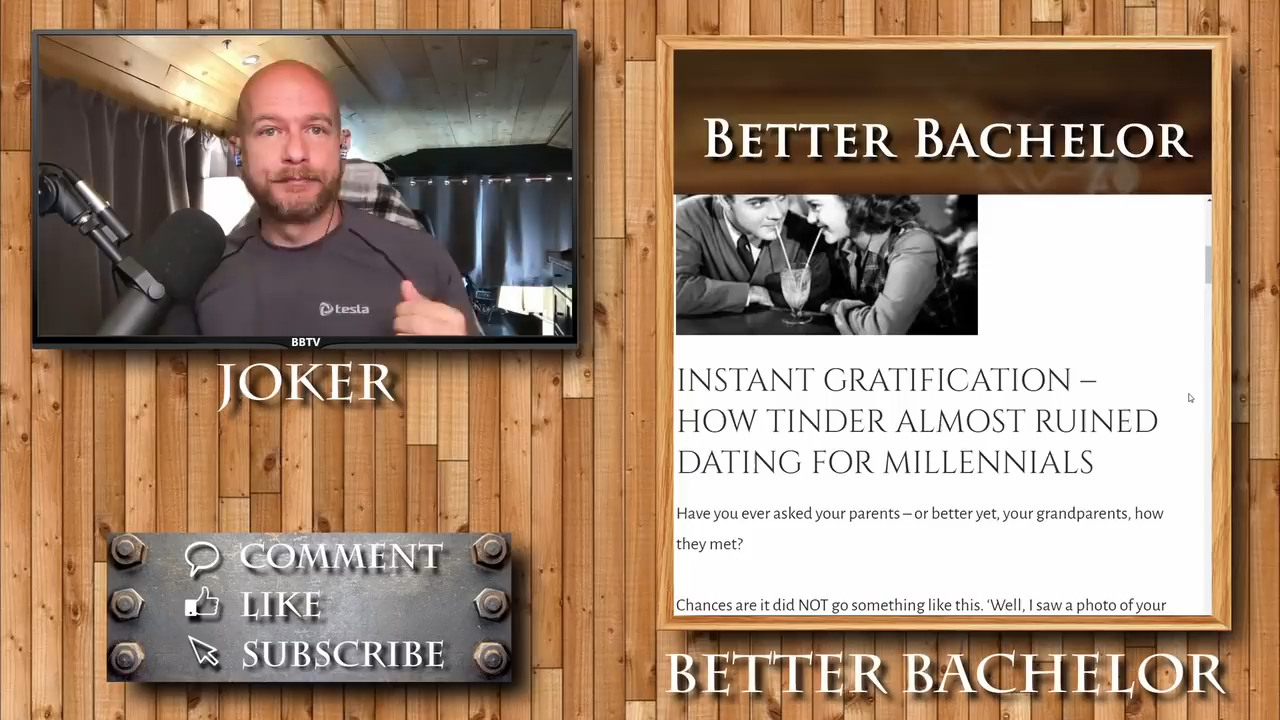 tesla
BBTV
JOKER
COMMENT
LIKE
SUBSCRIBE
BETTER BACHELOR
INSTANT GRATIFICATION –
HOW TINDER ALMOST RUINED
DATING FOR MILLENNIALS
Have you ever asked your parents – or better yet, your grandparents, how
they met?
Chances are it did NOT go something like this. ‘Well, I saw a photo of your
BETTER BACHELOR